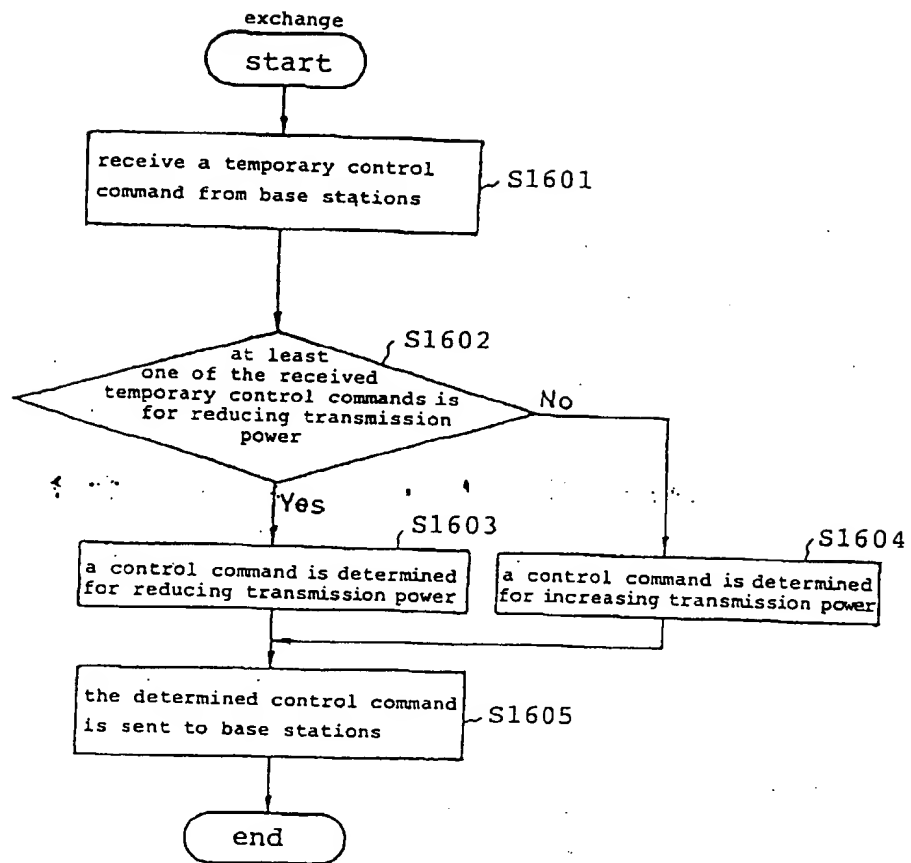 exchange
start
receive a temporary control
command from base stations
S1601
S1602
at least
one of the received
temporary control commands is
for reducing transmission
power
No
Yes
S1603
a control command is determined
for reducing transmission power
S1604
a control command is determined
for increasing transmission power
the determined control command
is sent to base stations
S1605
end